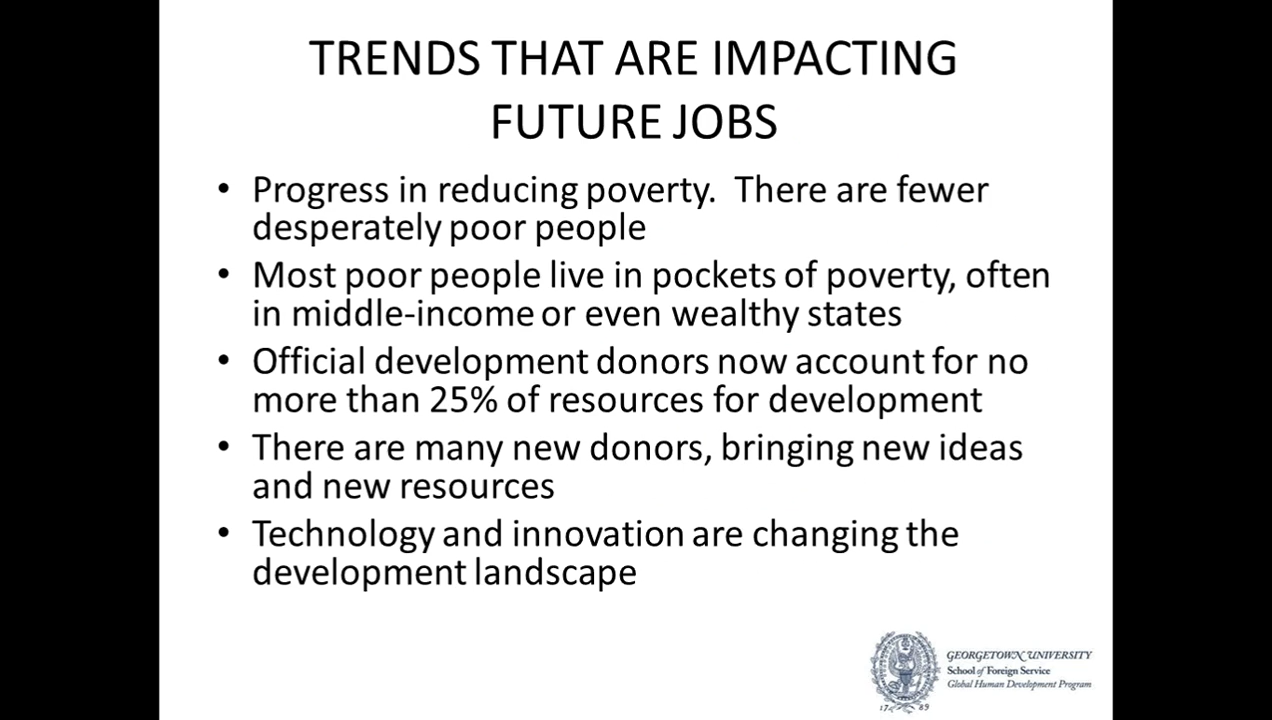 TRENDS THAT ARE IMPACTING
FUTURE JOBS
• Progress in reducing poverty.  There are fewer
desperately poor people
• Most poor people live in pockets of poverty, often
in middle-income or even wealthy states
• Official development donors now account for no
more than 25% of resources for development
• There are many new donors, bringing new ideas
and new resources
• Technology and innovation are changing the
development landscape
GEORGETOWN UNIVERSITY
School of Foreign Service
Global Human Development Program
17 89